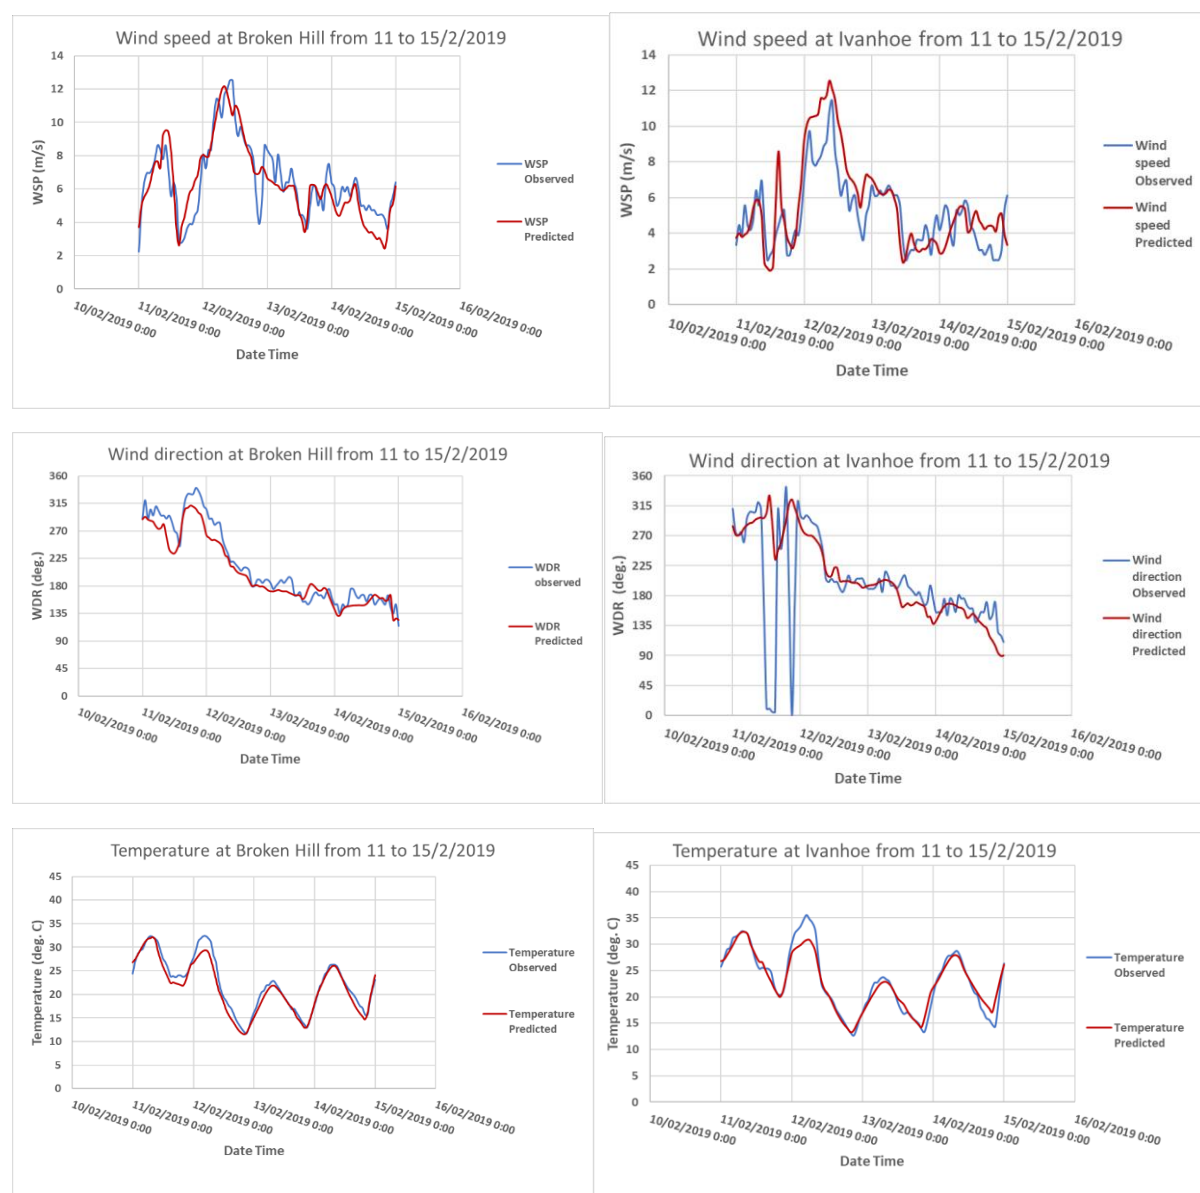 Wind speed at Broken Hill from 11 to 15/2/2019
14
12
10
8
6
4
2
0
WSP (m/s)
10/02/2019 0:00
11/02/2019 0:00
12/02/2019 0:00
13/02/2019 0:00
14/02/2019 0:00
15/02/2019 0:00
16/02/2019 0:00
Date Time
WSP
Observed
WSP
Predicted
Wind speed at Ivanhoe from 11 to 15/2/2019
14
12
10
8
6
4
2
0
WSP (m/s)
10/02/2019 0:00
11/02/2019 0:00
12/02/2019 0:00
13/02/2019 0:00
14/02/2019 0:00
15/02/2019 0:00
16/02/2019 0:00
Date Time
Wind
speed
Observed
Wind
speed
Predicted
Wind direction at Broken Hill from 11 to 15/2/2019
360
315
270
225
180
135
90
45
0
WDR (deg.)
10/02/2019 0:00
11/02/2019 0:00
12/02/2019 0:00
13/02/2019 0:00
14/02/2019 0:00
15/02/2019 0:00
16/02/2019 0:00
Date Time
WDR
observed
WDR
Predicted
Wind direction at Ivanhoe from 11 to 15/2/2019
360
315
270
225
180
135
90
45
0
WDR (deg.)
10/02/2019 0:00
11/02/2019 0:00
12/02/2019 0:00
13/02/2019 0:00
14/02/2019 0:00
15/02/2019 0:00
16/02/2019 0:00
Date Time
Wind
direction
Observed
Wind
direction
Predicted
Temperature at Broken Hill from 11 to 15/2/2019
45
40
35
30
25
20
15
10
5
0
Temperature (deg. C)
10/02/2019 0:00
11/02/2019 0:00
12/02/2019 0:00
13/02/2019 0:00
14/02/2019 0:00
15/02/2019 0:00
16/02/2019 0:00
Date Time
Temperature
Observed
Temperature
Predicted
Temperature at Ivanhoe from 11 to 15/2/2019
45
40
35
30
25
20
15
10
5
0
Temperature (deg. C)
10/02/2019 0:00
11/02/2019 0:00
12/02/2019 0:00
13/02/2019 0:00
14/02/2019 0:00
15/02/2019 0:00
16/02/2019 0:00
Date Time
Temperature
Observed
Temperature
Predicted